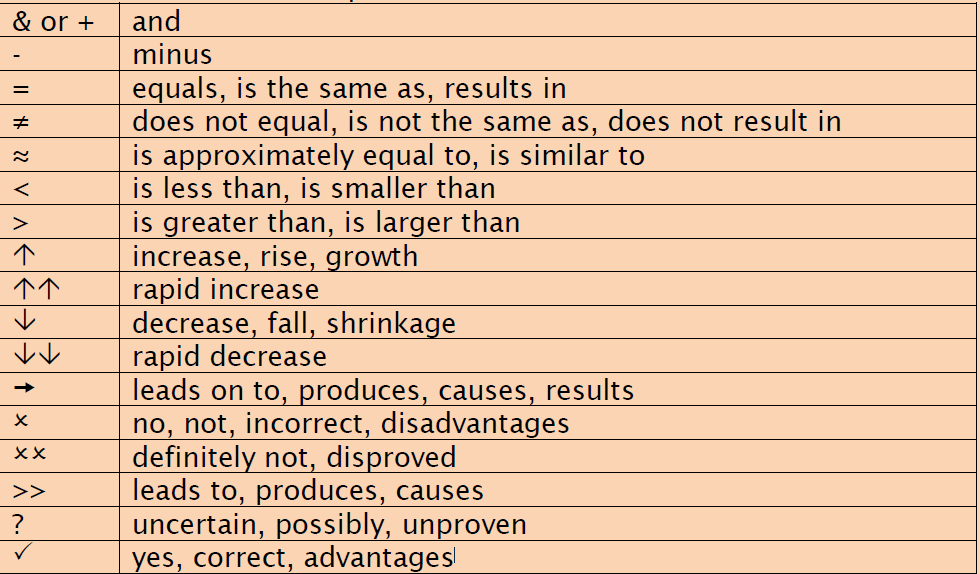 & or + and
- minus
= equals, is the same as, results in
≠ does not equal, is not the same as, does not result in
≈ is approximately equal to, is similar to
< is less than, is smaller than
> is greater than, is larger than
↑ increase, rise, growth
↑↑ rapid increase
↓ decrease, fall, shrinkage
↓↓ rapid decrease
➞ leads on to, produces, causes, results
× no, not, incorrect, disadvantages
×× definitely not, disproved
>> leads to, produces, causes
? uncertain, possibly, unproven
✓ yes, correct, advantages